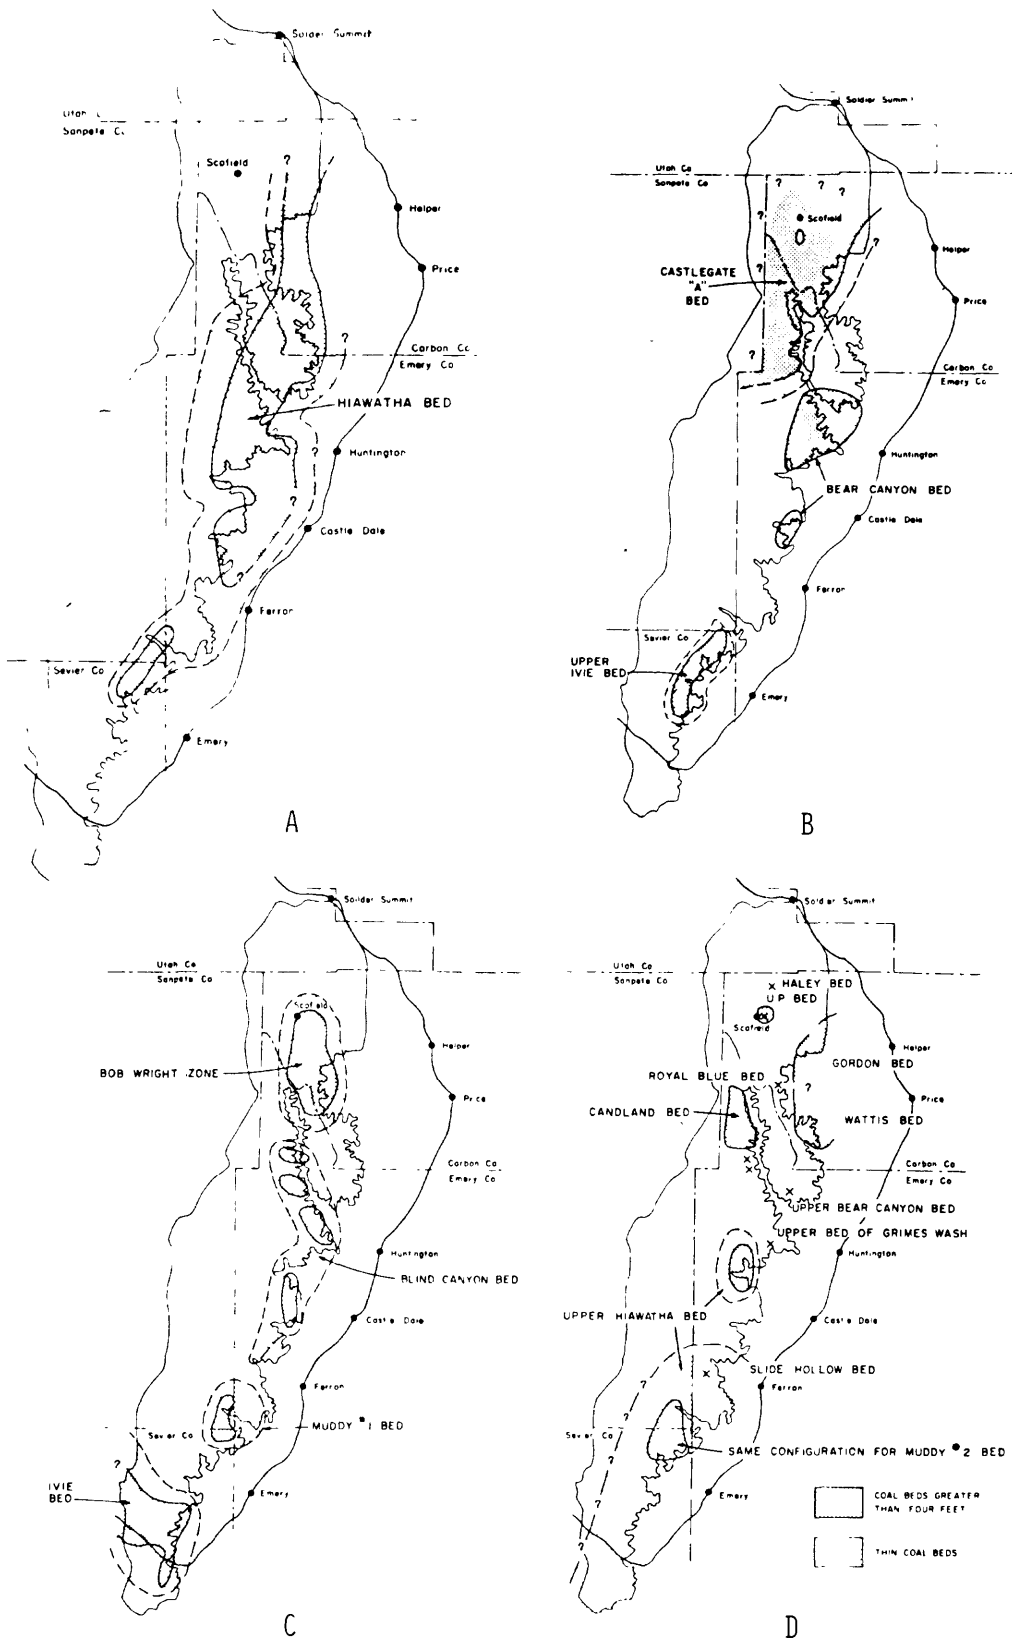 Soldier Summit
Utah C
Sanpete Co
Scofield
?
Helper
Price
Carbon Co
Emery Co
?
HIAWATHA BED
Huntington
?
?
Castle Dale
?
Ferron
Sevier Co
Emery
A
Soldier Summit
Utah Co
Sanpete Co
?
?
?
?
Scofield
?
Helper
?
CASTLEGATE
"A"
BED
?
Price
?
Carbon Co
Emery Co
Huntington
BEAR CANYON BED
Castle Dale
Ferron
Sevier Co
UPPER
IVIE BED
Emery
B
Soldier Summit
Utah Co
Sanpete Co
Scofield
Helper
BOB WRIGHT ZONE
Price
Carbon Co
Emery Co
Huntington
BLIND CANYON BED
Castle Dale
Ferron
Sevier Co
MUDDY #1 BED
?
IVIE
BED
Emery
C
Soldier Summit
Utah Co
Sanpete Co
x HALEY BED
UP BED
Scofield
Helper
GORDON BED
ROYAL BLUE BED
?
CANDLAND BED
Price
WATTIS BED
Carbon Co
Emery Co
UPPER BEAR CANYON BED
UPPER BED OF GRIMES WASH
Huntington
UPPER HIAWATHA BED
Castle Dale
SLIDE HOLLOW BED
?
Ferron
?
Sevier Co
SAME CONFIGURATION FOR MUDDY #2 BED
?
Emery
?
?
COAL BEDS GREATER
THAN FOUR FEET
THIN COAL BEDS
D